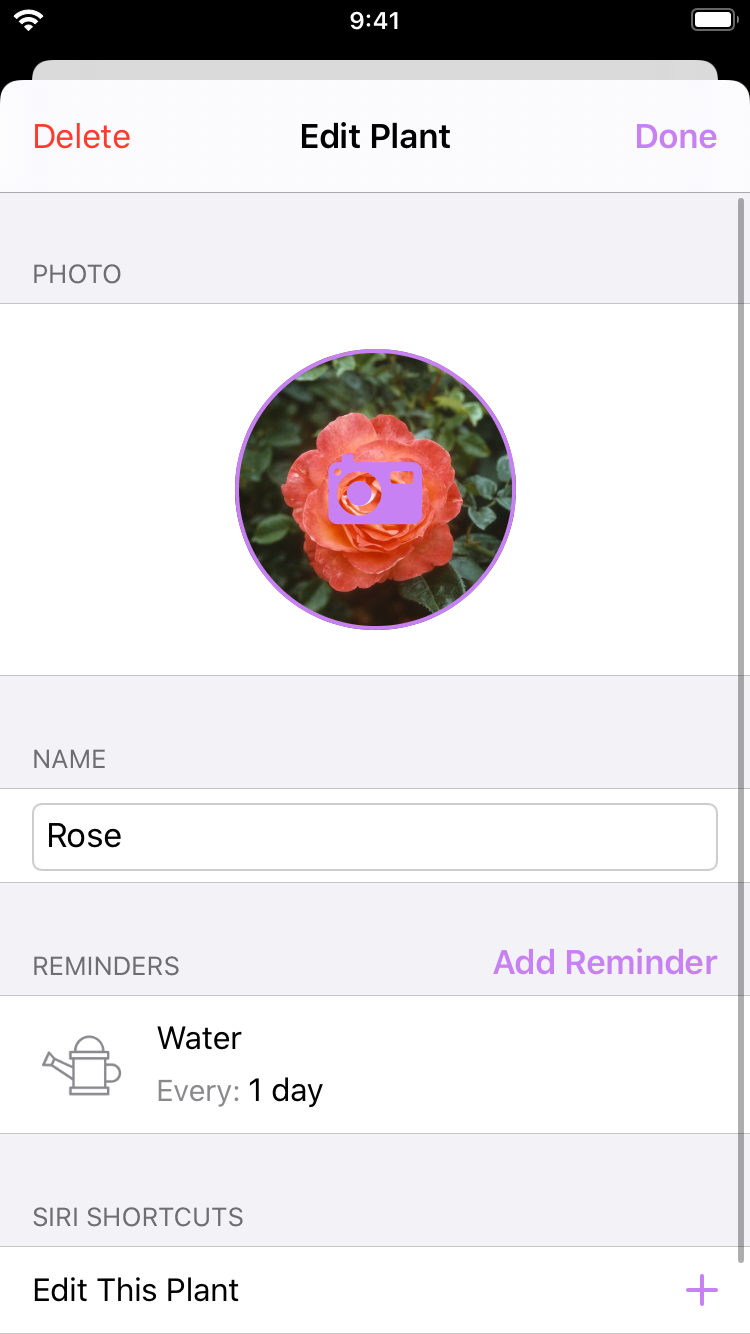 9:41
Delete Edit Plant Done
PHOTO
NAME
Rose
REMINDERS Add Reminder
Water
Every: 1 day
SIRI SHORTCUTS
Edit This Plant